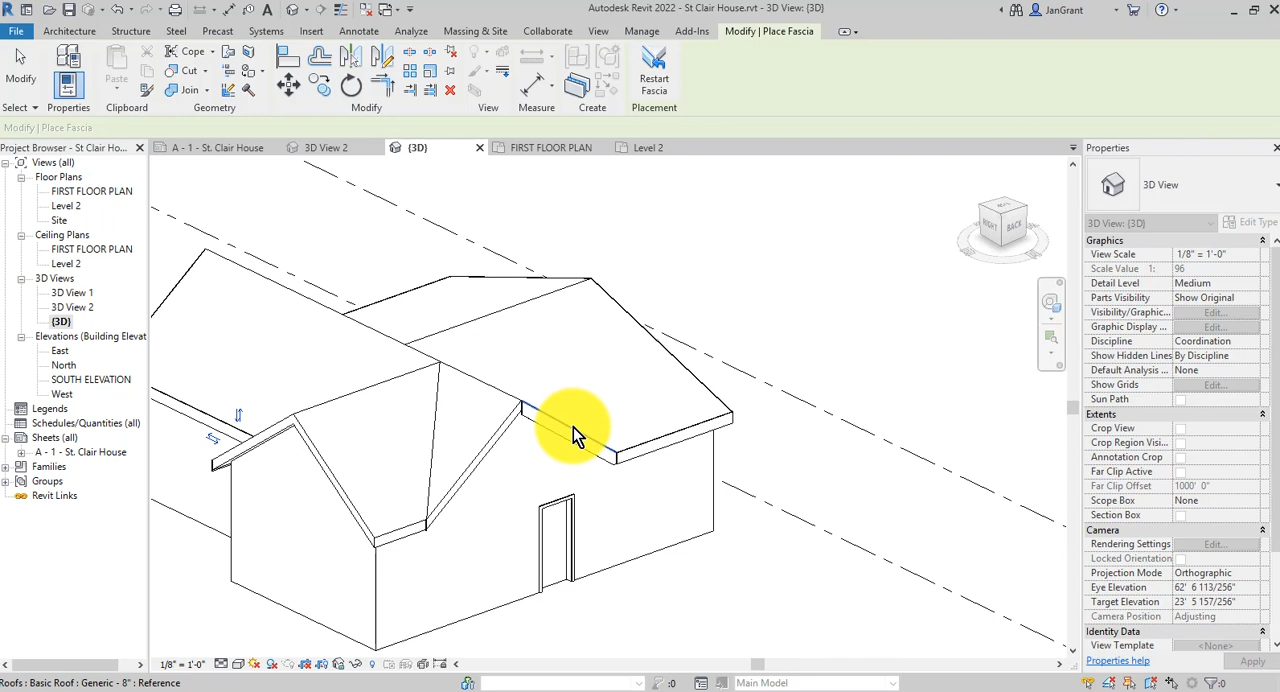 Autodesk Revit 2022 - St Clair House.rvt - 3D View: {3D}
JanGrant
File Architecture Structure Steel Precast Systems Insert Annotate Analyze Massing & Site Collaborate View Manage Add-Ins Modify | Place Fascia
Modify
Properties
Paste
Cope
Cut
Join
Restart
Fascia
Select Properties Clipboard Geometry Modify View Measure Create Placement
Modify | Place Fascia
Project Browser - St Clair Ho...
A - 1 - St. Clair House 3D View 2 {3D} FIRST FLOOR PLAN Level 2
Views (all)
Floor Plans
FIRST FLOOR PLAN
Level 2
Site
Ceiling Plans
FIRST FLOOR PLAN
Level 2
3D Views
3D View 1
3D View 2
{3D}
Elevations (Building Elevat
East
North
SOUTH ELEVATION
West
Legends
Schedules/Quantities (all)
Sheets (all)
A - 1 - St. Clair House
Families
Groups
Revit Links
RIGHT
BACK
Properties
3D View
3D View: {3D} Edit Type
Graphics
View Scale 1/8" = 1'-0"
Scale Value 1: 96
Detail Level Medium
Parts Visibility Show Original
Visibility/Graphic... Edit...
Graphic Display ... Edit...
Discipline Coordination
Show Hidden Lines By Discipline
Default Analysis ... None
Show Grids Edit...
Sun Path
Extents
Crop View
Crop Region Visi...
Annotation Crop
Far Clip Active
Far Clip Offset 1000' 0"
Scope Box None
Section Box
Camera
Rendering Settings Edit...
Locked Orientation
Projection Mode Orthographic
Eye Elevation 62' 6 113/256"
Target Elevation 23' 5 157/256"
Camera Position Adjusting
Identity Data
View Template <None>
Properties help Apply
1/8" = 1'-0"
Roofs : Basic Roof : Generic - 8" : Reference
:0
Main Model
:0